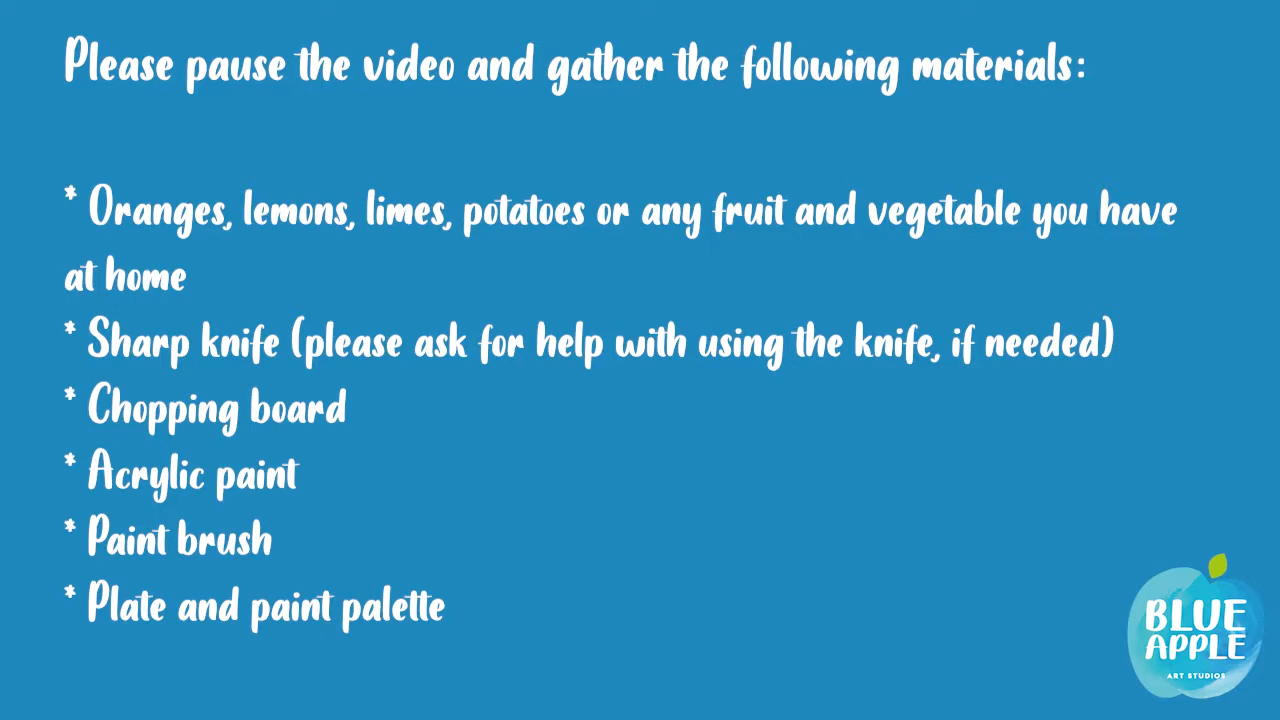 Please pause the video and gather the following materials:
* Oranges, lemons, limes, potatoes or any fruit and vegetable you have
at home
* Sharp knife (please ask for help with using the knife, if needed)
* Chopping board
* Acrylic paint
* Paint brush
* Plate and paint palette
BLUE
APPLE
ART STUDIOS